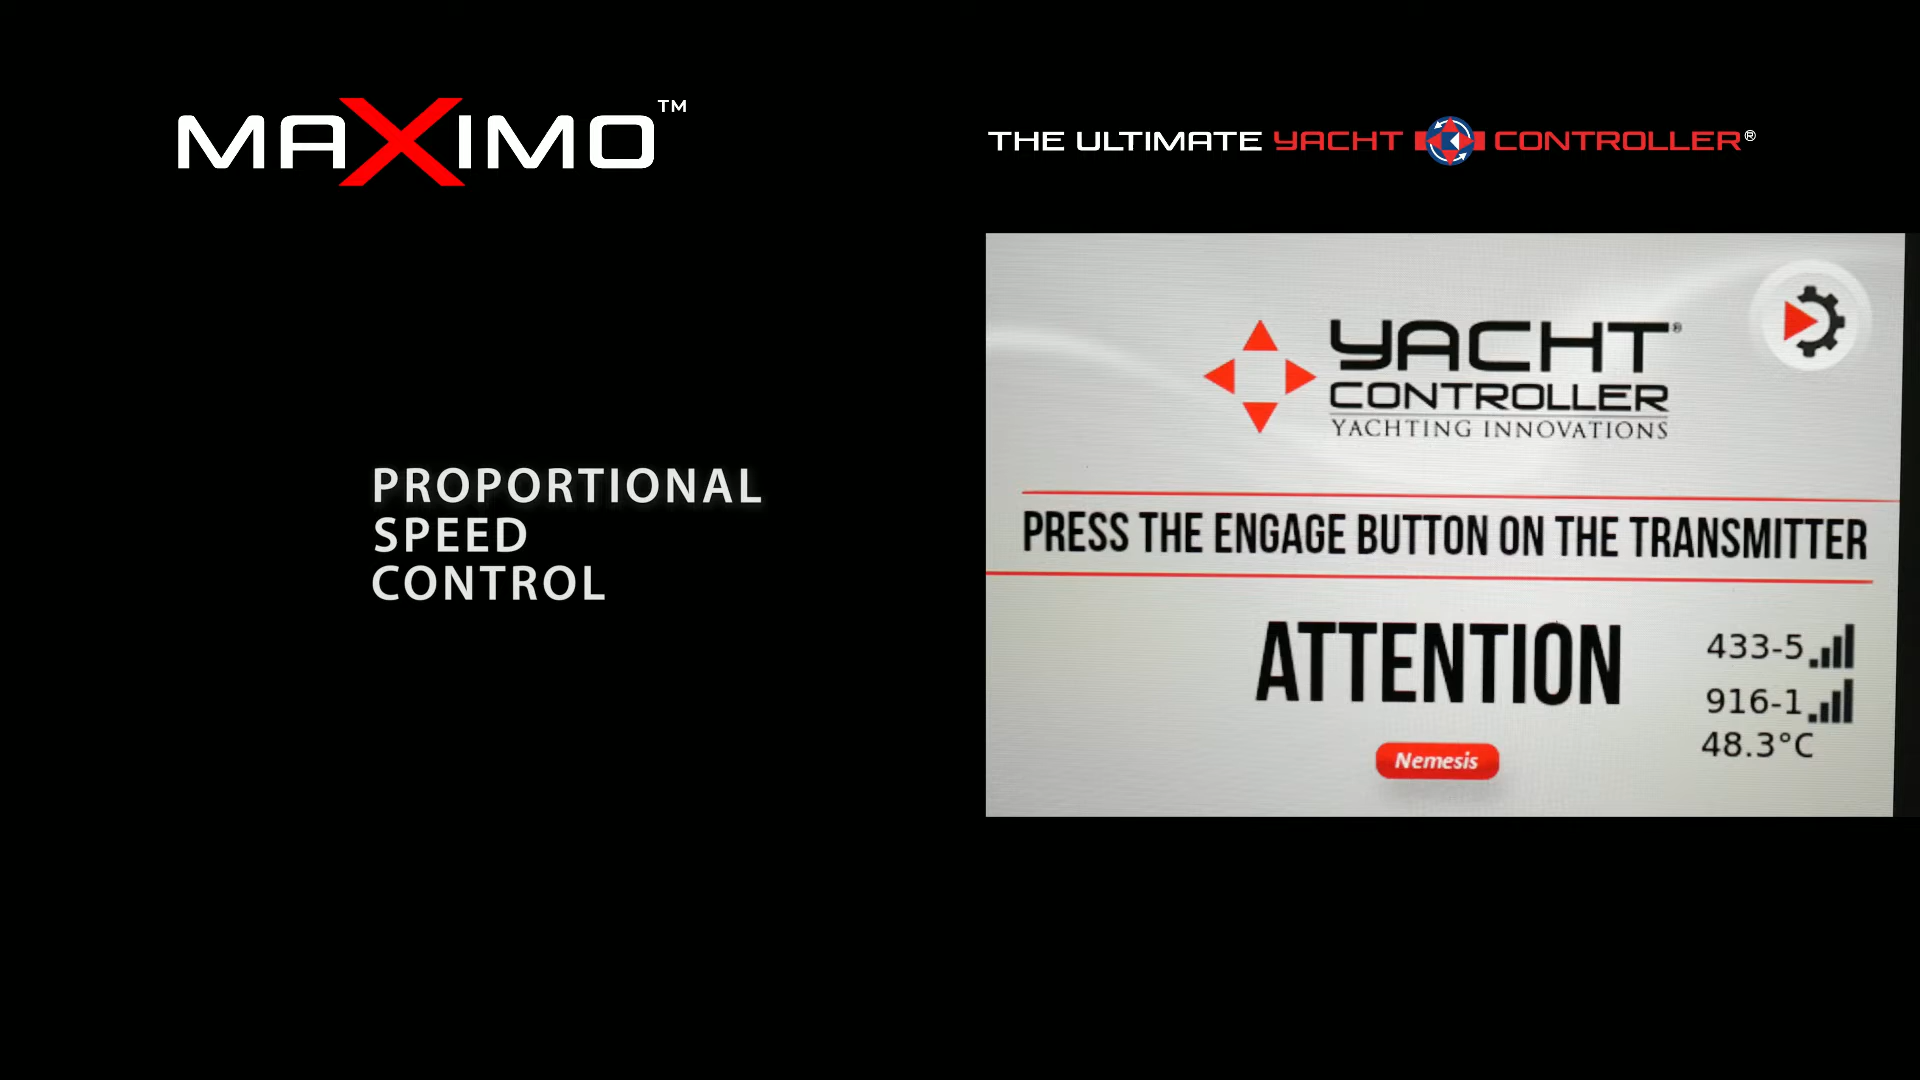 MAXIMO™
THE ULTIMATE YACHT CONTROLLER®
PROPORTIONAL
SPEED
CONTROL
YACHT®
CONTROLLER
YACHTING INNOVATIONS
PRESS THE ENGAGE BUTTON ON THE TRANSMITTER
ATTENTION
433-5
916-1
48.3°C
Nemesis